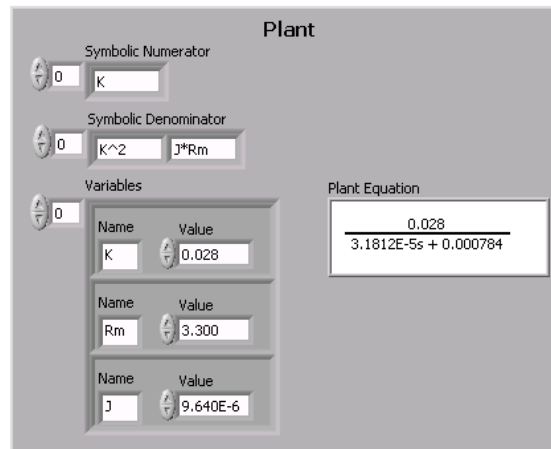 Plant
Symbolic Numerator
0 K
Symbolic Denominator
0 K^2 J*Rm
Variables
0
Name Value
K 0.028
Name Value
Rm 3.300
Name Value
J 9.640E-6
Plant Equation
0.028
3.1812E-5s + 0.000784